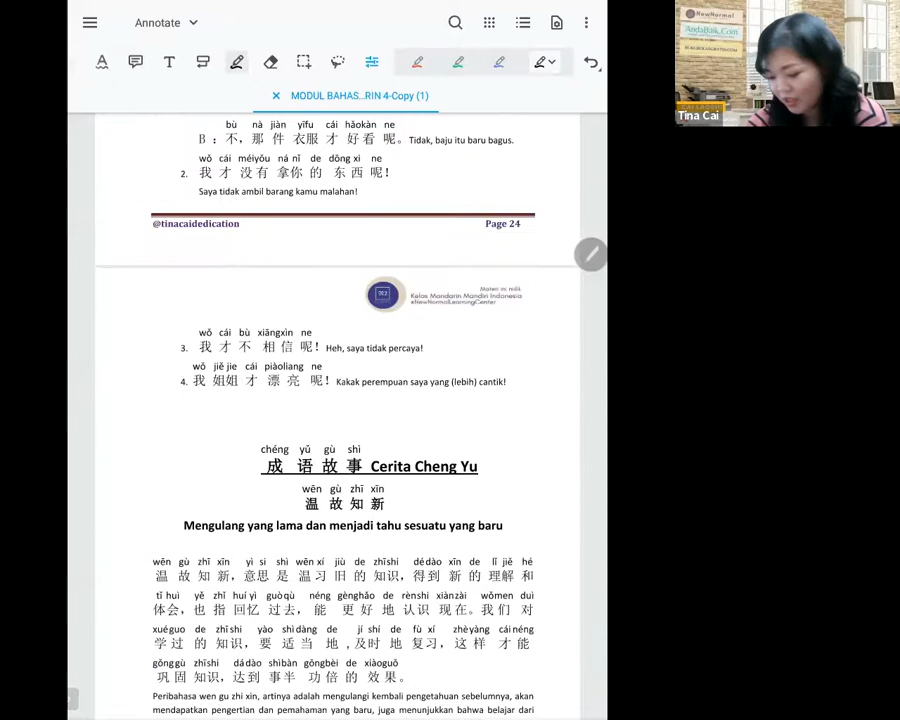 Annotate
MODUL BAHAS...RIN 4-Copy (1)
NewNormal
AndaBaik.Com
Tina Cai
bù nà jiàn yīfu cái hǎokàn ne
B：不，那 件 衣服 才 好 看 呢。Tidak, baju itu baru bagus.
wǒ cái méiyǒu ná nǐ de dōng xi ne
2. 我 才 没 有 拿 你 的 东 西 呢！
Saya tidak ambil barang kamu malahan!
@tinacaidedication Page 24
Materi ini milik
Kelas Mandarin Mandiri Indonesia
#NewNormalLearningCenter
wǒ cái bù xiāngxìn ne
3. 我 才 不 相 信 呢！Heh, saya tidak percaya!
wǒ jiějie cái piàoliang ne
4. 我 姐姐 才 漂 亮 呢！Kakak perempuan saya yang (lebih) cantik!
chéng yǔ gù shì
成 语 故 事 Cerita Cheng Yu
wēn gù zhī xīn
温 故 知 新
Mengulang yang lama dan menjadi tahu sesuatu yang baru
wēn gù zhī xīn yì si shì wēn xí jiù de zhīshi dédào xīn de lǐ jiě hé
温 故 知 新，意思 是 温 习 旧 的 知识，得到 新 的 理解 和
tǐ huì yě zhǐ huí yì guòqù néng gènghǎo de rènshi xiànzài wǒmen duì
体会，也 指 回忆 过去，能 更好 地 认识 现在。我们 对
xuéguo de zhīshi yào shìdàng de jí shí de fù xí zhèyàng cáinéng
学过 的 知识，要 适当 地 ,及时 地 复习，这样 才能
gǒnggù zhīshi dádào shìbàn gōngbèi de xiàoguǒ
巩固 知识，达到 事半 功倍 的 效果。
Peribahasa wen gu zhi xin, artinya adalah mengulangi kembali pengetahuan sebelumnya, akan
mendapatkan pengertian dan pemahaman yang baru, juga menunjukkan bahwa belajar dari